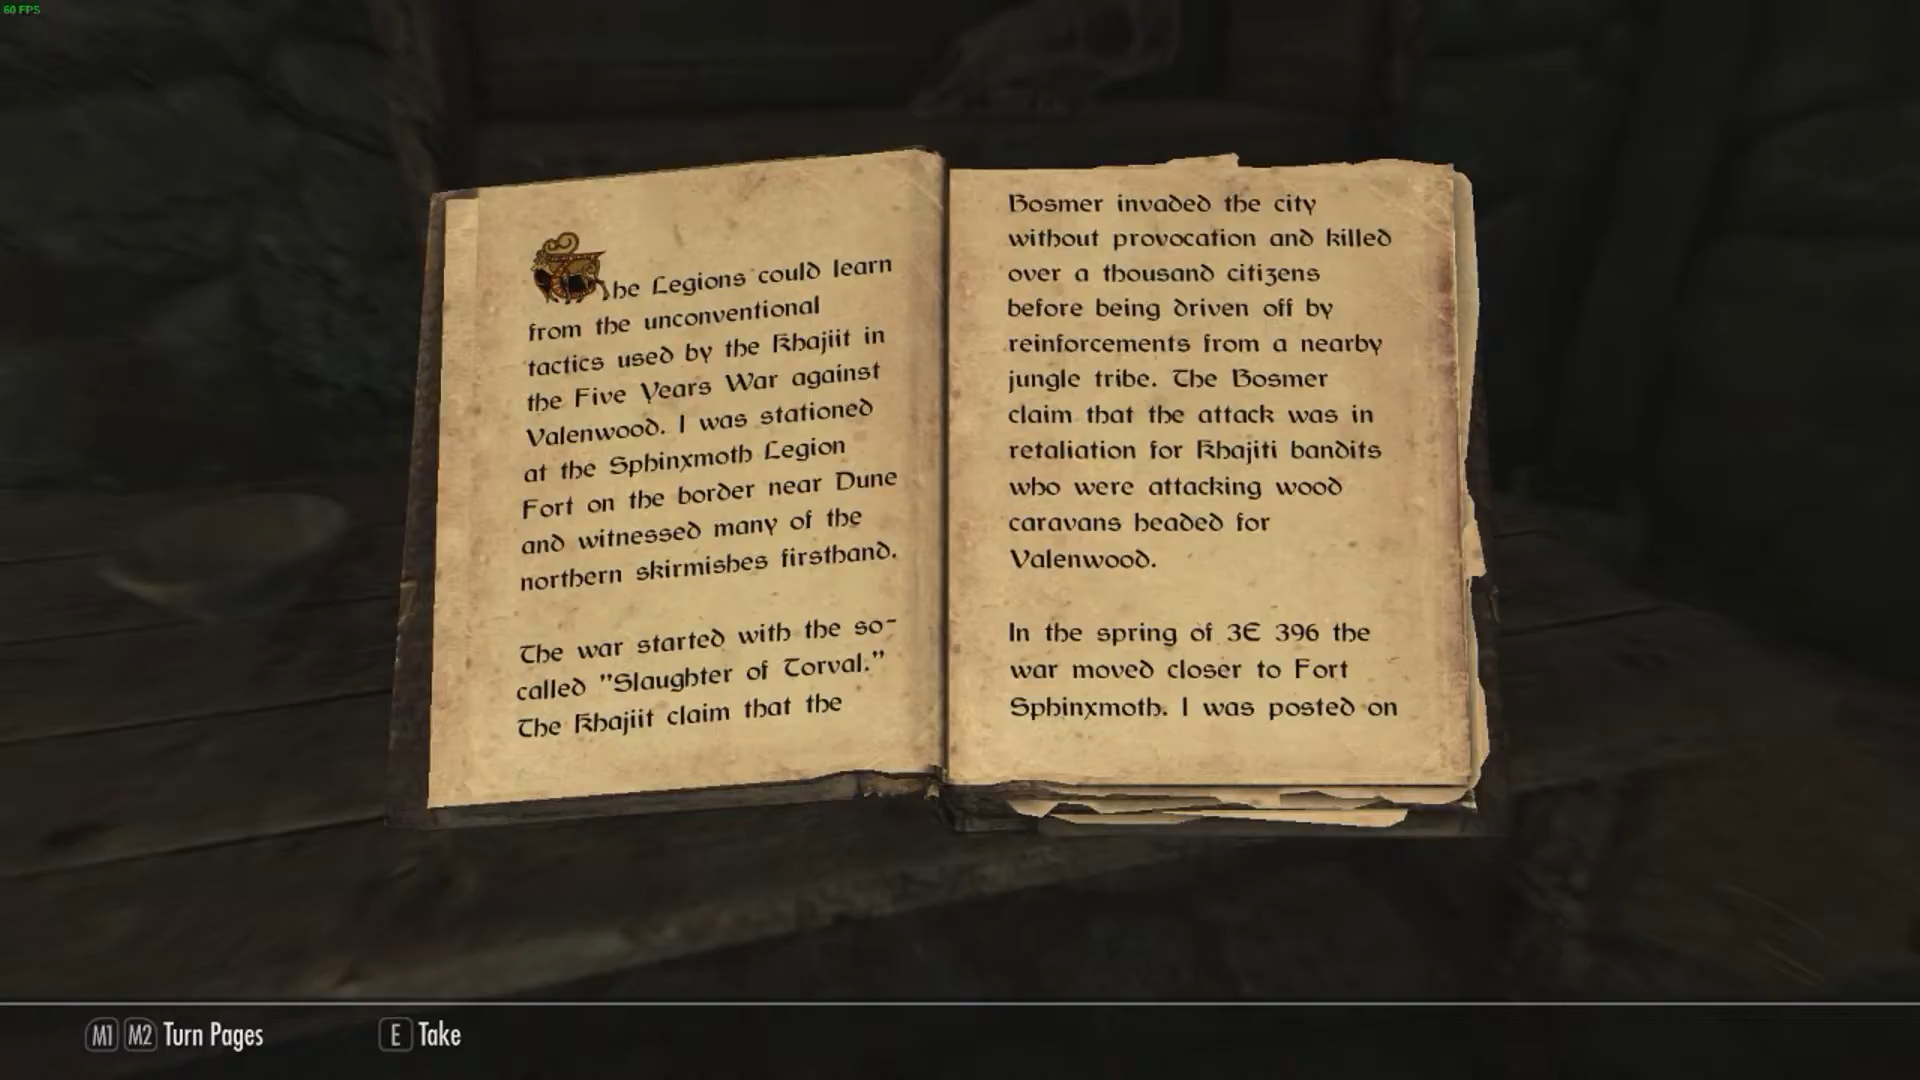 60 FPS
The Legions could learn
from the unconventional
tactics used by the Khajiit in
the Five Years War against
Valenwood. I was stationed
at the Sphinxmoth Legion
Fort on the border near Dune
and witnessed many of the
northern skirmishes firsthand.
The war started with the so-
called "Slaughter of Torval."
The Khajiit claim that the
Bosmer invaded the city
without provocation and killed
over a thousand citizens
before being driven off by
reinforcements from a nearby
jungle tribe. The Bosmer
claim that the attack was in
retaliation for Khajiti bandits
who were attacking wood
caravans headed for
Valenwood.
In the spring of 3E 396 the
war moved closer to Fort
Sphinxmoth. I was posted on
M1 M2 Turn Pages E Take